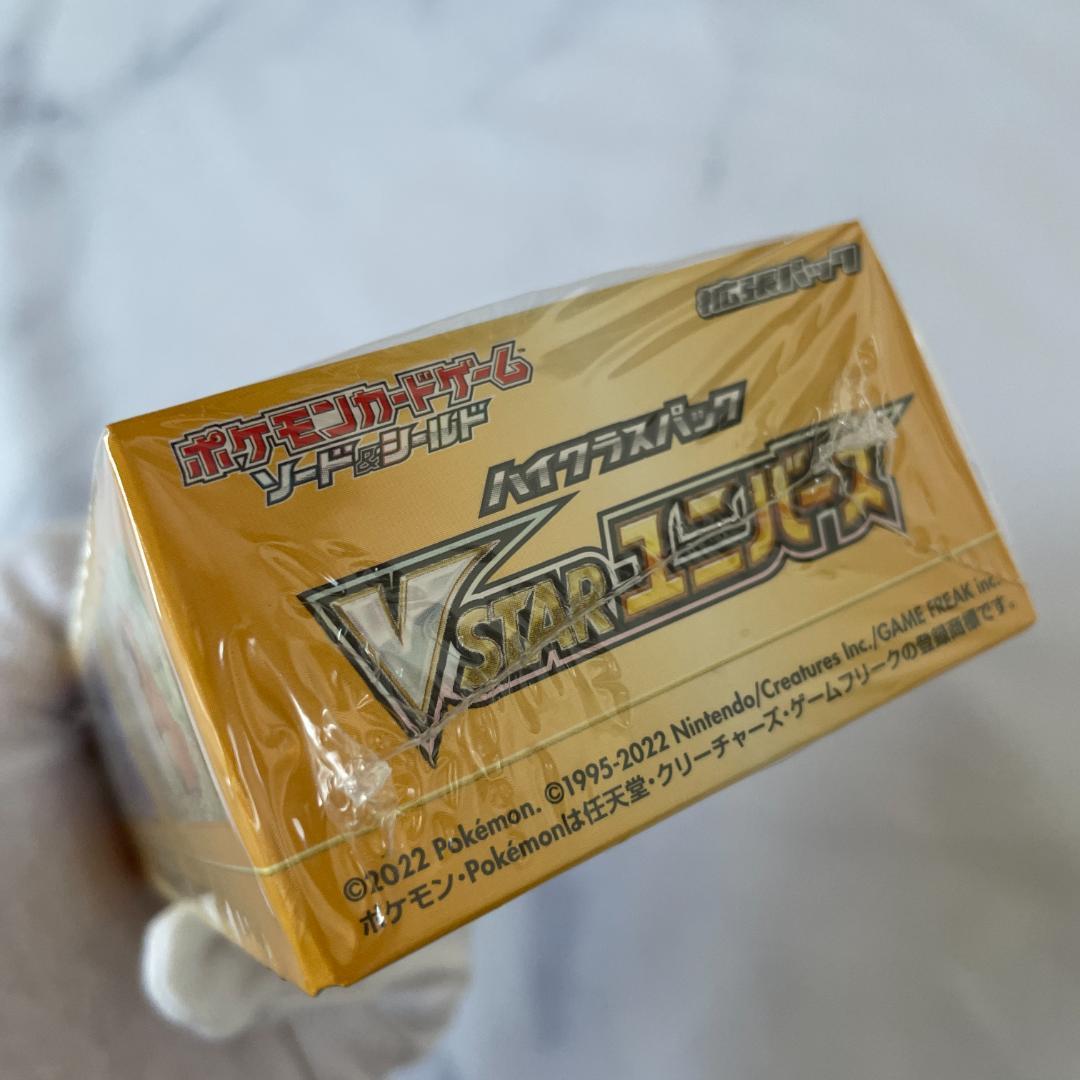 拡張パック
ポケモンカードゲーム
ソード&シールド
ハイクラスパック
VSTARユニバース
©2022 Pokémon. ©1995-2022 Nintendo/Creatures Inc./GAME FREAK inc.
ポケモン・Pokémonは任天堂・クリーチャーズ・ゲームフリークの登録商標です。